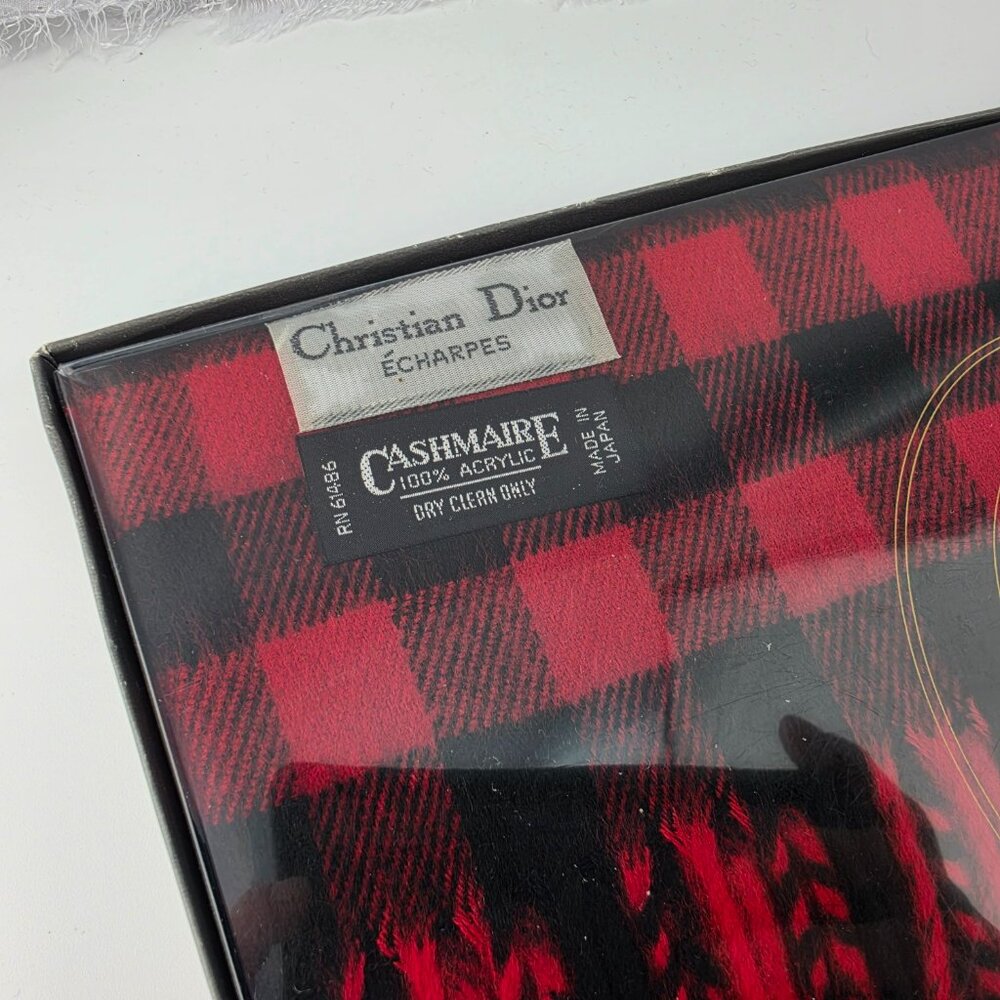 Christian Dior
ÉCHARPES
CASHMAIRE
100% ACRYLIC
DRY CLEAN ONLY
RN 61486
MADE IN
JAPAN